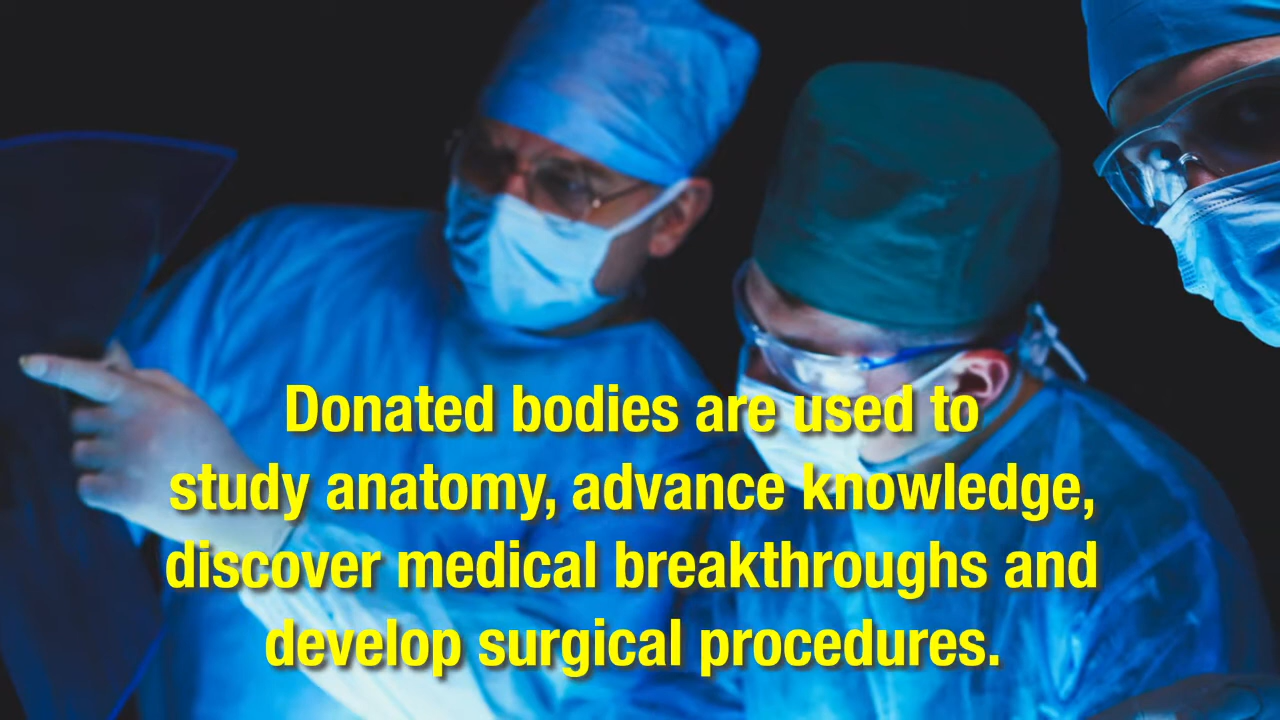 Donated bodies are used to
study anatomy, advance knowledge,
discover medical breakthroughs and
develop surgical procedures.